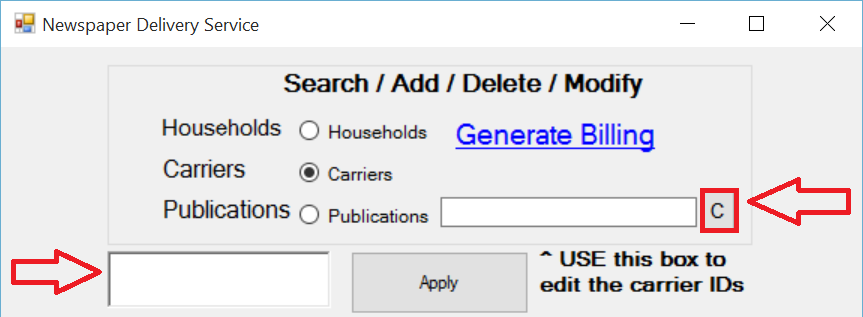 Newspaper Delivery Service
Search / Add / Delete / Modify
Households Households Generate Billing
Carriers Carriers
Publications Publications C
Apply ^ USE this box to
edit the carrier IDs